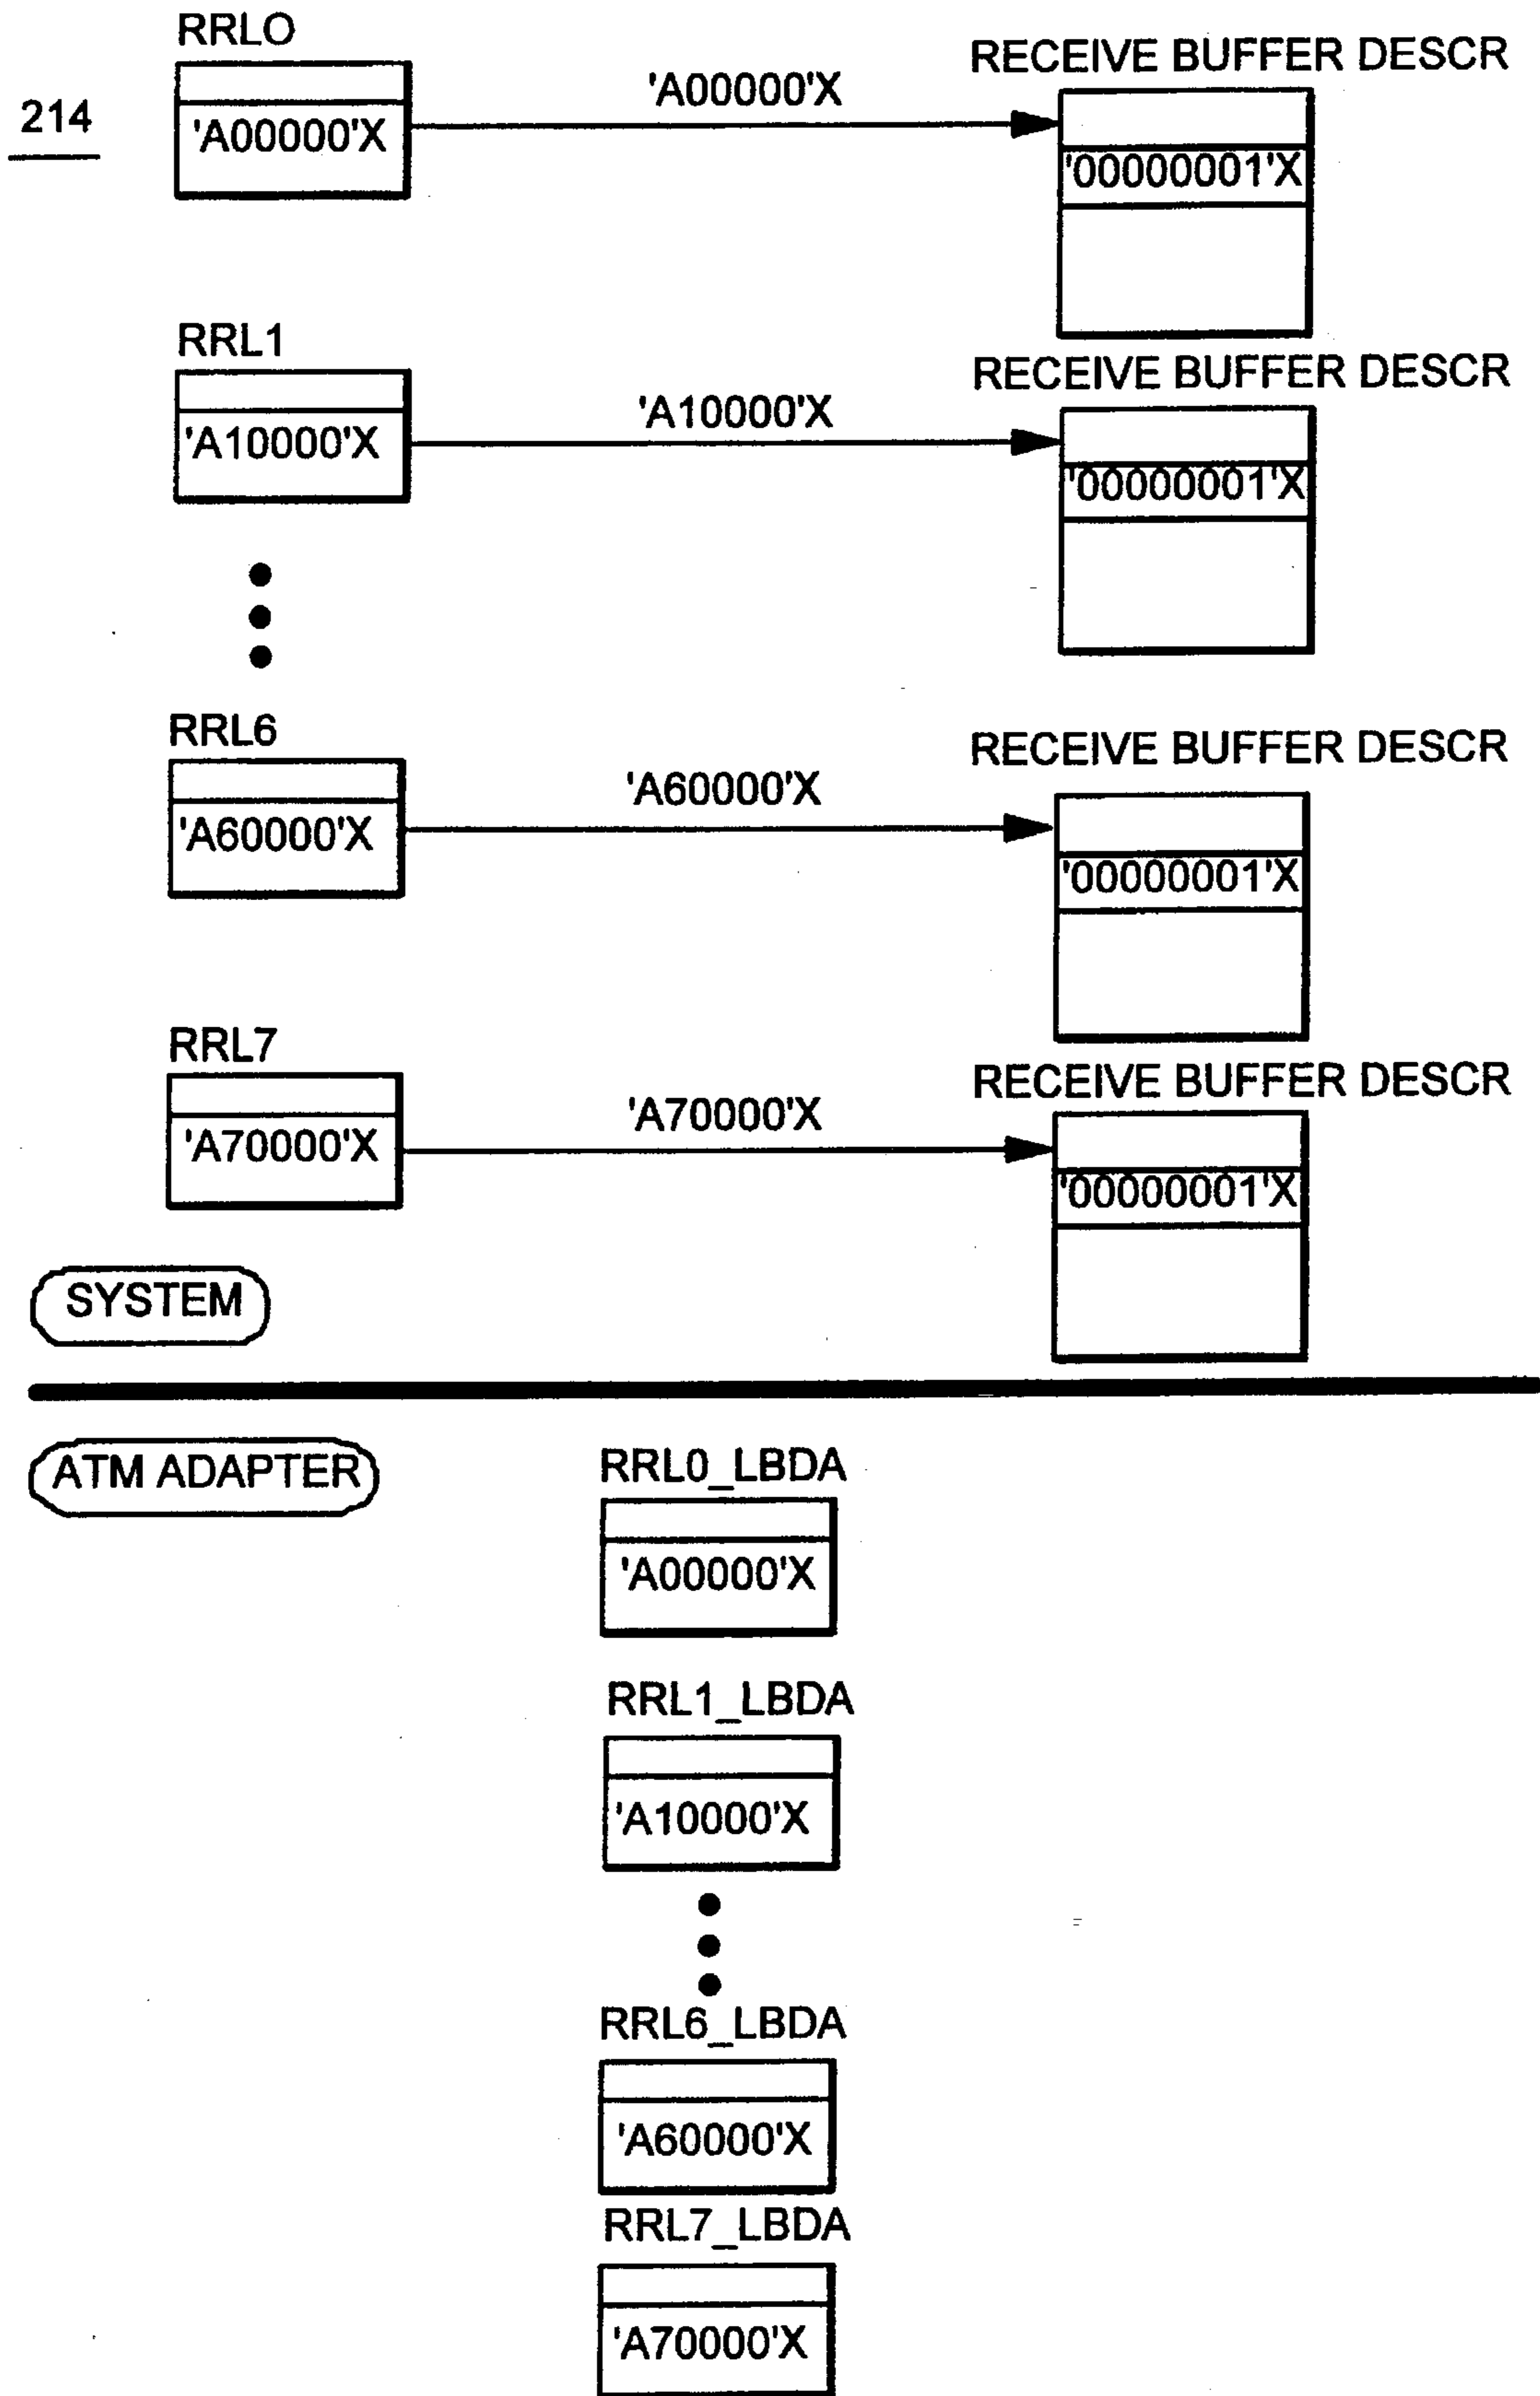 RRLO
RECEIVE BUFFER DESCR
214
'A00000'X
'A00000'X
'00000001'X
RRL1
RECEIVE BUFFER DESCR
'A10000'X
'A10000'X
'00000001'X
RRL6
RECEIVE BUFFER DESCR
'A60000'X
'A60000'X
'00000001'X
RRL7
RECEIVE BUFFER DESCR
'A70000'X
'A70000'X
'00000001'X
SYSTEM
ATM ADAPTER
RRL0_LBDA
'A00000'X
RRL1_LBDA
'A10000'X
RRL6_LBDA
'A60000'X
RRL7_LBDA
'A70000'X